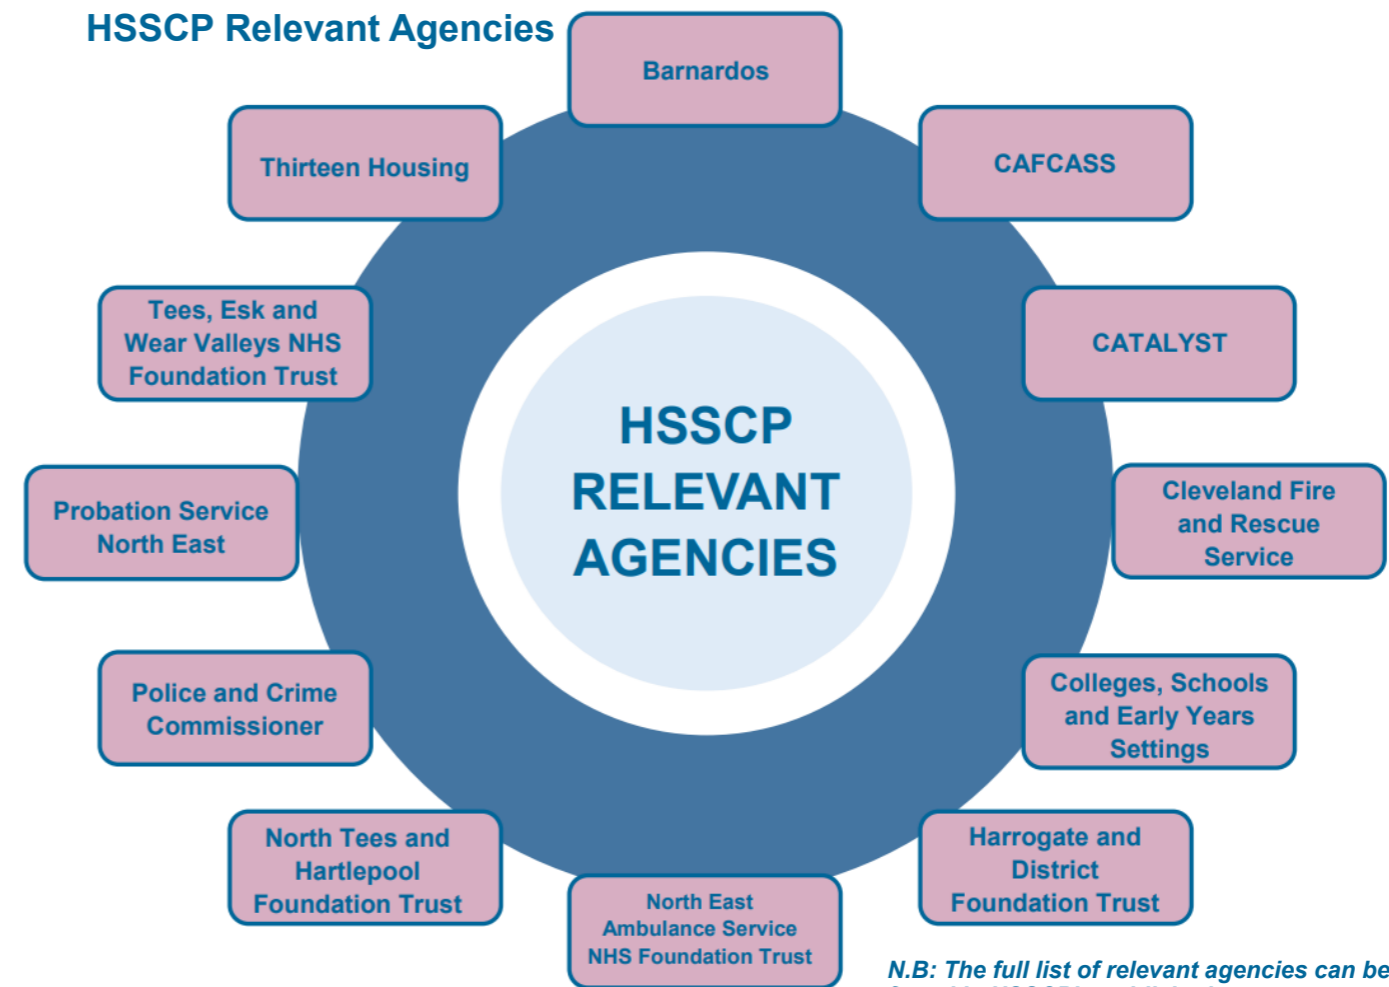 HSSCP Relevant Agencies
Barnardos
CAFCASS
CATALYST
Cleveland Fire
and Rescue
Service
Colleges, Schools
and Early Years
Settings
Harrogate and
District
Foundation Trust
North East
Ambulance Service
NHS Foundation Trust
North Tees and
Hartlepool
Foundation Trust
Police and Crime
Commissioner
Probation Service
North East
Tees, Esk and
Wear Valleys NHS
Foundation Trust
Thirteen Housing
HSSCP
RELEVANT
AGENCIES
N.B: The full list of relevant agencies can be